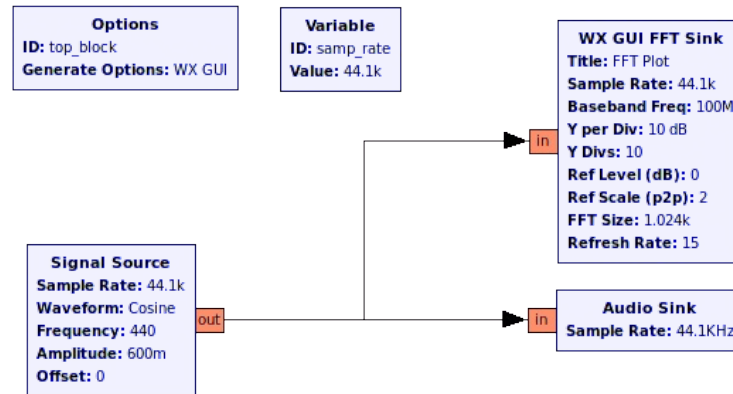 Options
ID: top_block
Generate Options: WX GUI
Variable
ID: samp_rate
Value: 44.1k
WX GUI FFT Sink
Title: FFT Plot
Sample Rate: 44.1k
Baseband Freq: 100M
Y per Div: 10 dB
Y Divs: 10
Ref Level (dB): 0
Ref Scale (p2p): 2
FFT Size: 1.024k
Refresh Rate: 15
in
Signal Source
Sample Rate: 44.1k
Waveform: Cosine
Frequency: 440
Amplitude: 600m
Offset: 0
out
in
Audio Sink
Sample Rate: 44.1KHz